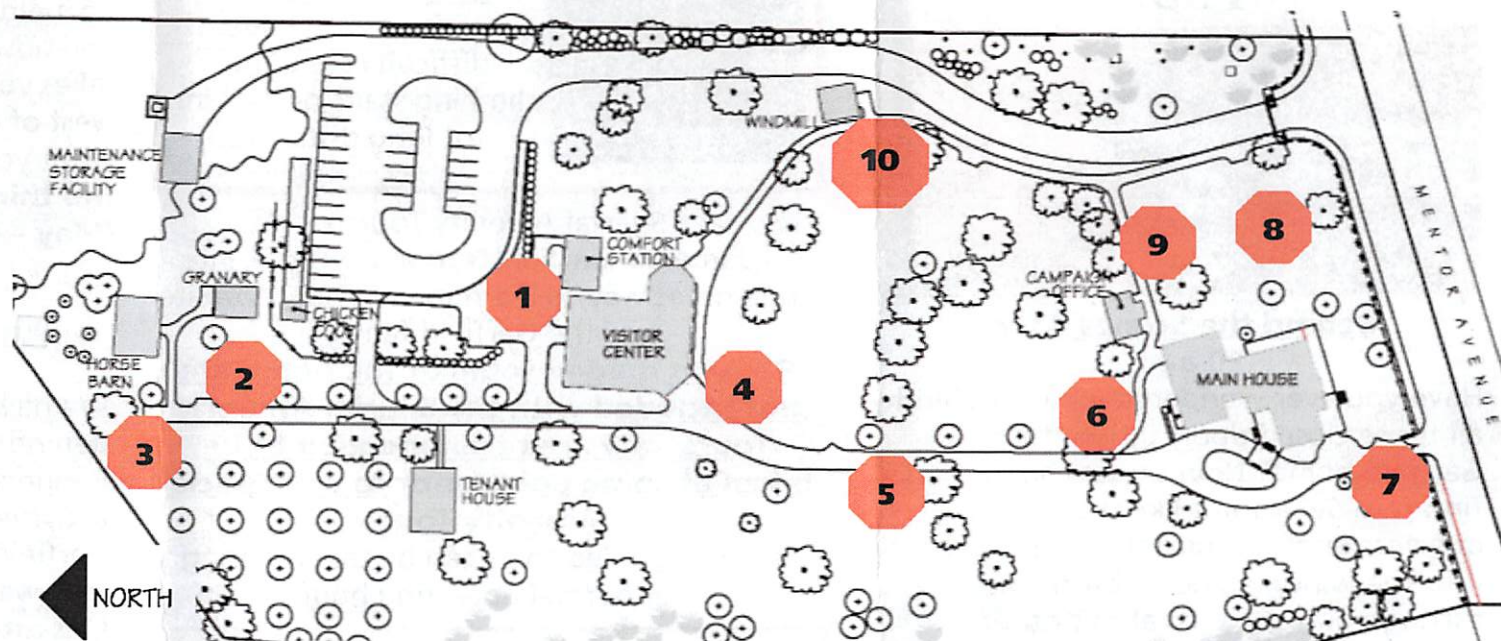 MAINTENANCE
STORAGE
FACILITY
WINDMILL
10
MENTOR AVENUE
8
9
COMFORT
STATION
GRANARY
CAMPAIGN
OFFICE
1
CHICKEN
COOP
VISITOR
CENTER
HORSE
BARN
2
4
MAIN HOUSE
6
3
5
7
TENANT
HOUSE
NORTH